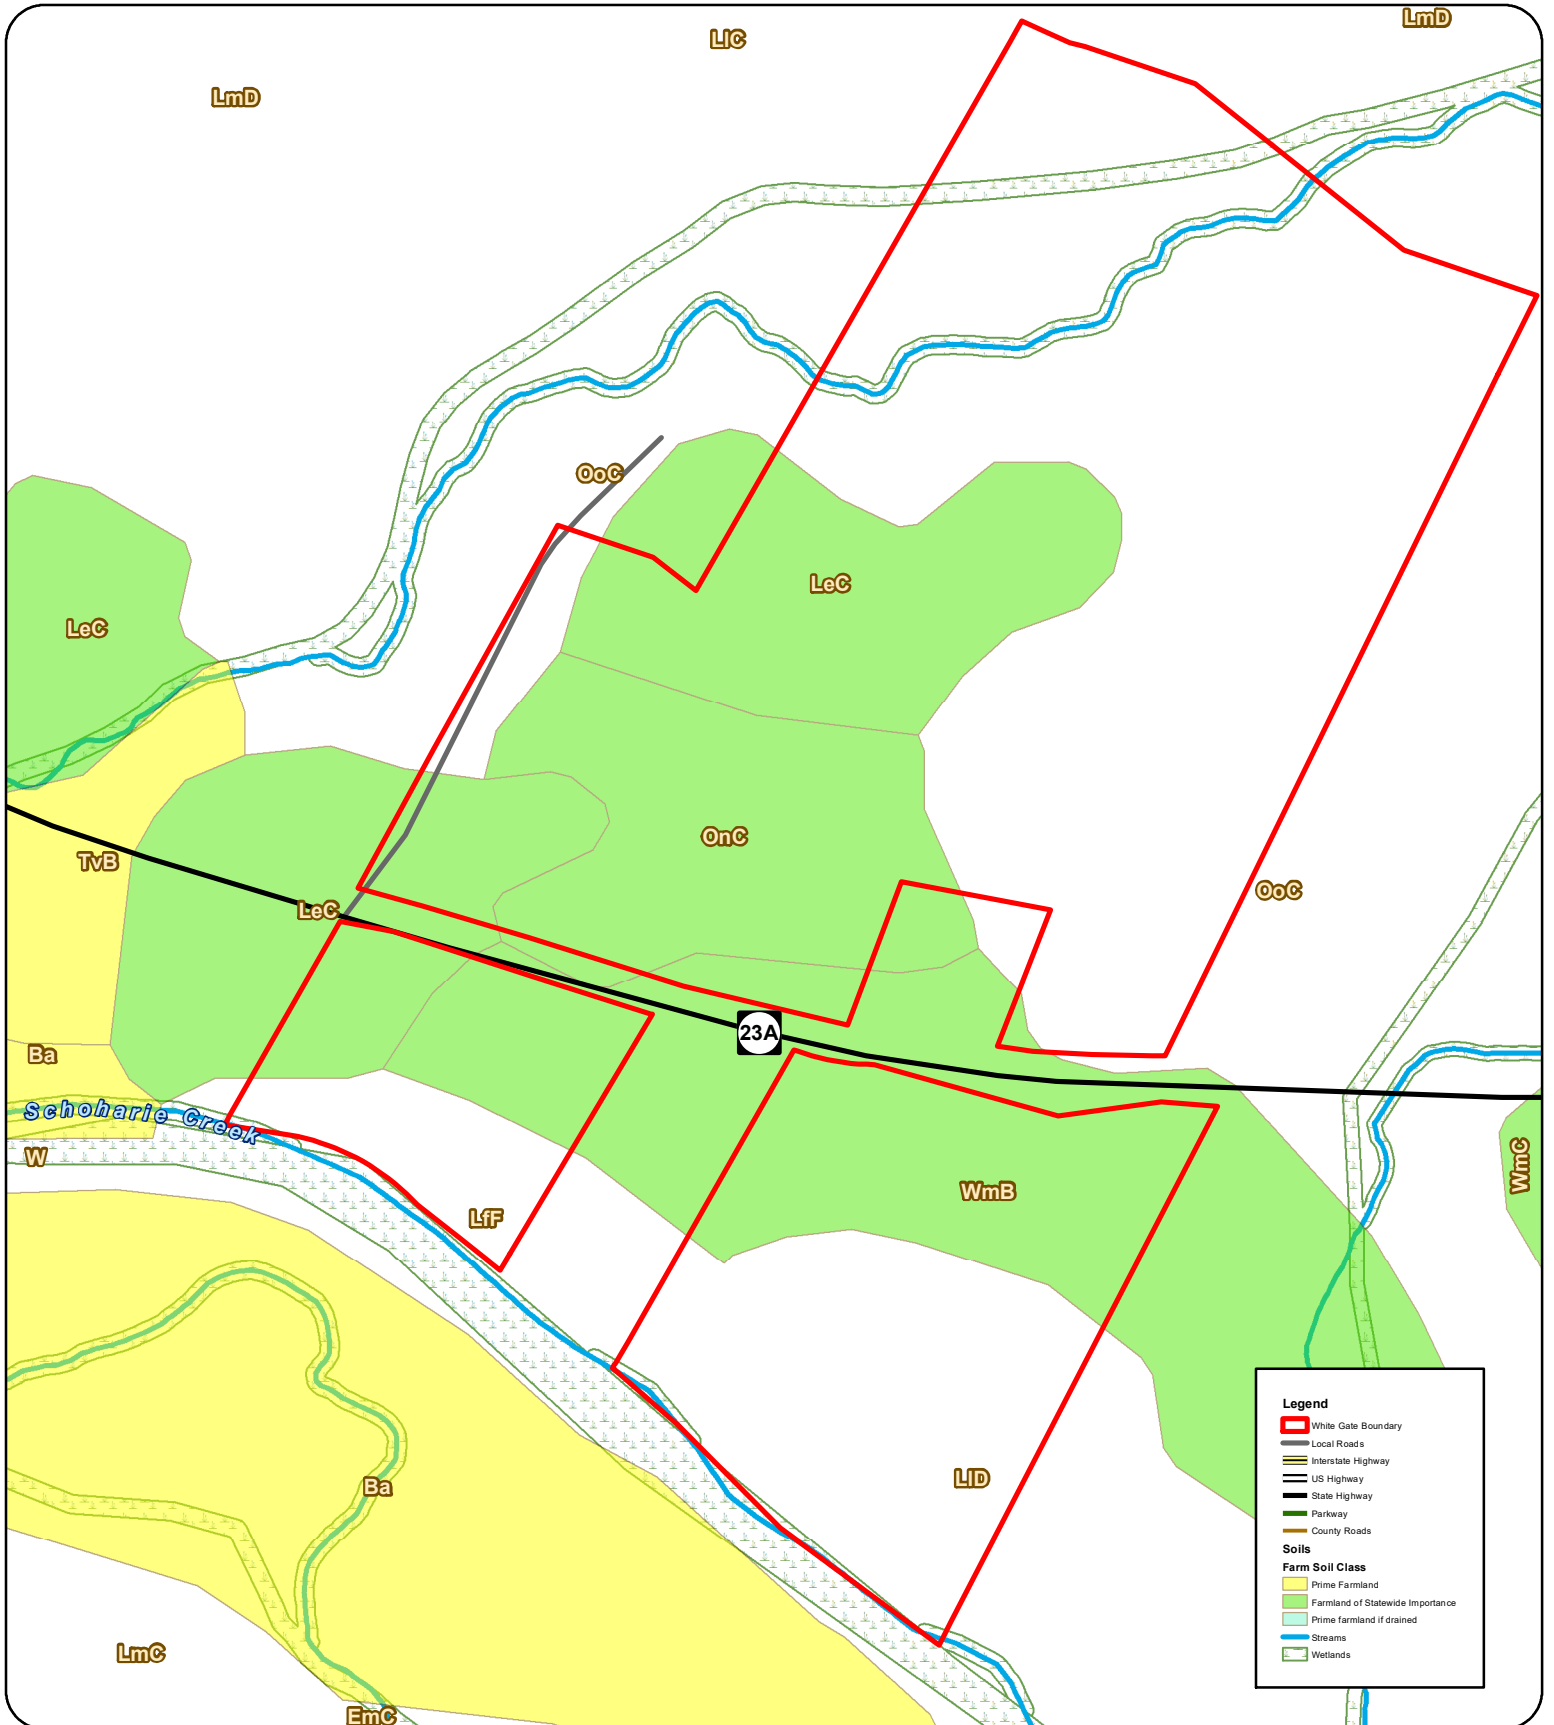 LmD
LlC
LmD
OoC
LeC
LeC
OnC
TvB
OoC
LeC
23A
Ba
Schoharie Creek
W
WmC
WmB
LfF
LlD
Ba
LmC
EmC
Legend
White Gate Boundary
Local Roads
Interstate Highway
US Highway
State Highway
Parkway
County Roads
Soils
Farm Soil Class
Prime Farmland
Farmland of Statewide Importance
Prime farmland if drained
Streams
Wetlands